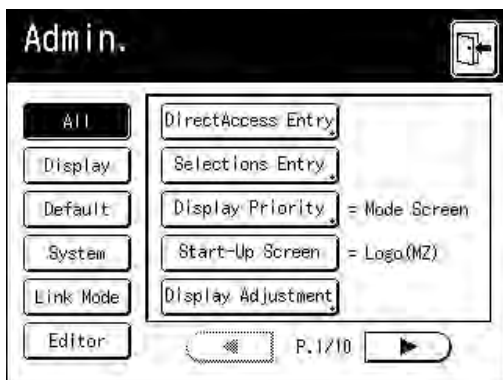 Admin.
All
DirectAccess Entry
Display
Selections Entry
Default
Display Priority = Mode Screen
System
Start-Up Screen = Logo(MZ)
Link Mode
Display Adjustment
Editor
P.1/10